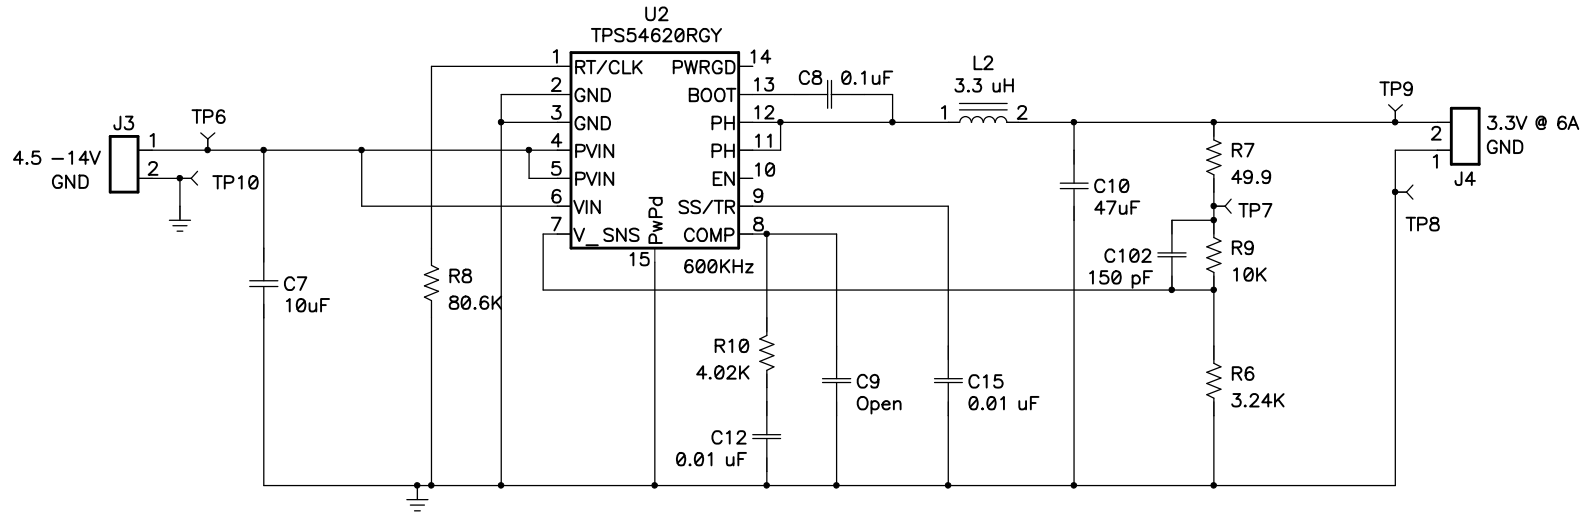 U2
TPS54620RGY
1
RT/CLK
PWRGD
14
2
GND
BOOT
13
3
GND
PH
12
4
PVIN
PH
11
5
PVIN
EN
10
6
VIN
SS/TR
9
7
V_SNS
COMP
8
PwPd
15
600KHz
J3
4.5 -14V
GND
1
2
TP6
TP10
C7
10uF
R8
80.6K
C8 0.1uF
L2
3.3 uH
1
2
R10
4.02K
C12
0.01 uF
C9
Open
C15
0.01 uF
C10
47uF
C102
150 pF
R7
49.9
TP7
R9
10K
R6
3.24K
TP9
TP8
2
1
J4
3.3V @ 6A
GND